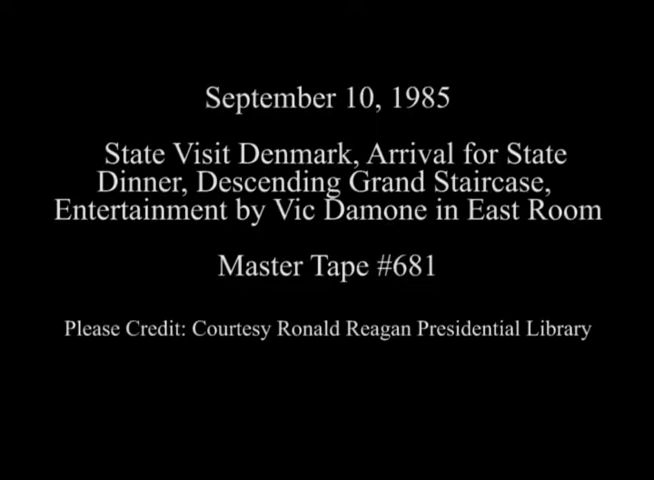 September 10, 1985
State Visit Denmark, Arrival for State
Dinner, Descending Grand Staircase,
Entertainment by Vic Damone in East Room
Master Tape #681
Please Credit: Courtesy Ronald Reagan Presidential Library